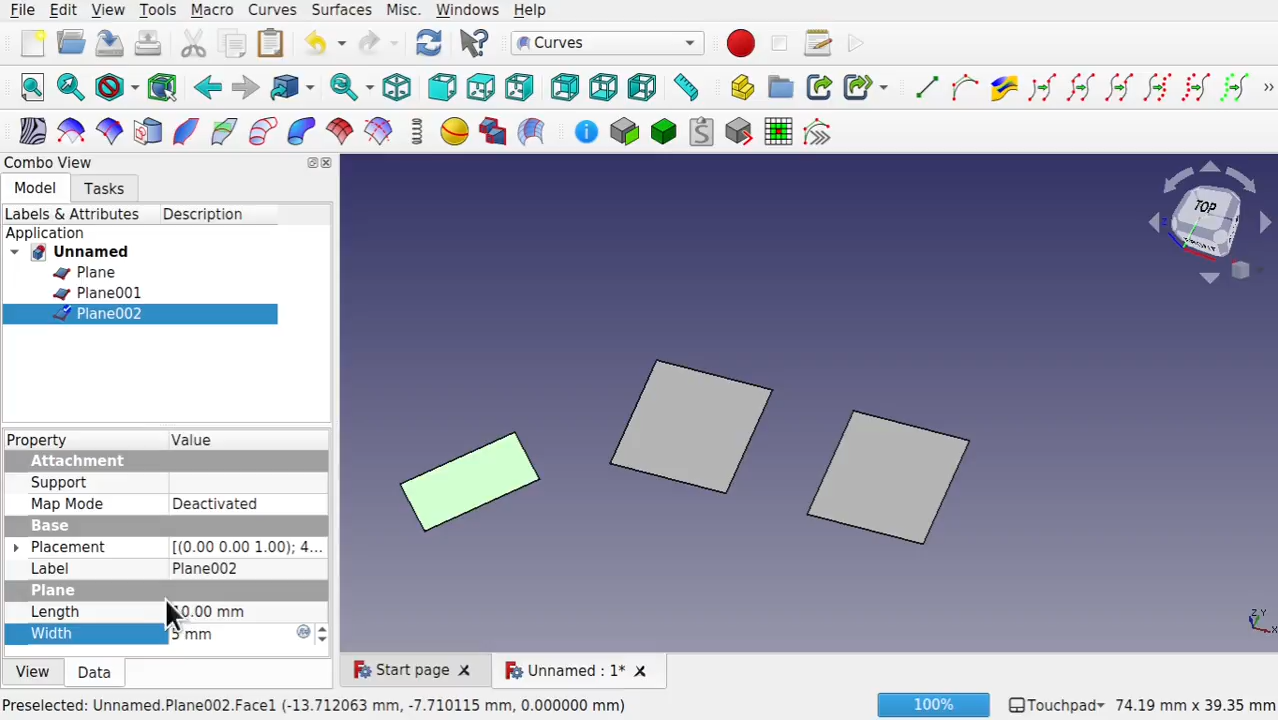 File Edit View Tools Macro Curves Surfaces Misc. Windows Help
Curves
Combo View
Model Tasks
Labels & Attributes Description
Application
Unnamed
Plane
Plane001
Plane002
Property Value
Attachment
Support
Map Mode Deactivated
Base
Placement [(0.00 0.00 1.00); 4...
Label Plane002
Plane
Length 10.00 mm
Width 5 mm
View Data
Start page Unnamed : 1*
TOP
Z Y
X
Preselected: Unnamed.Plane002.Face1 (-13.712063 mm, -7.710115 mm, 0.000000 mm) 100% Touchpad 74.19 mm x 39.35 mm